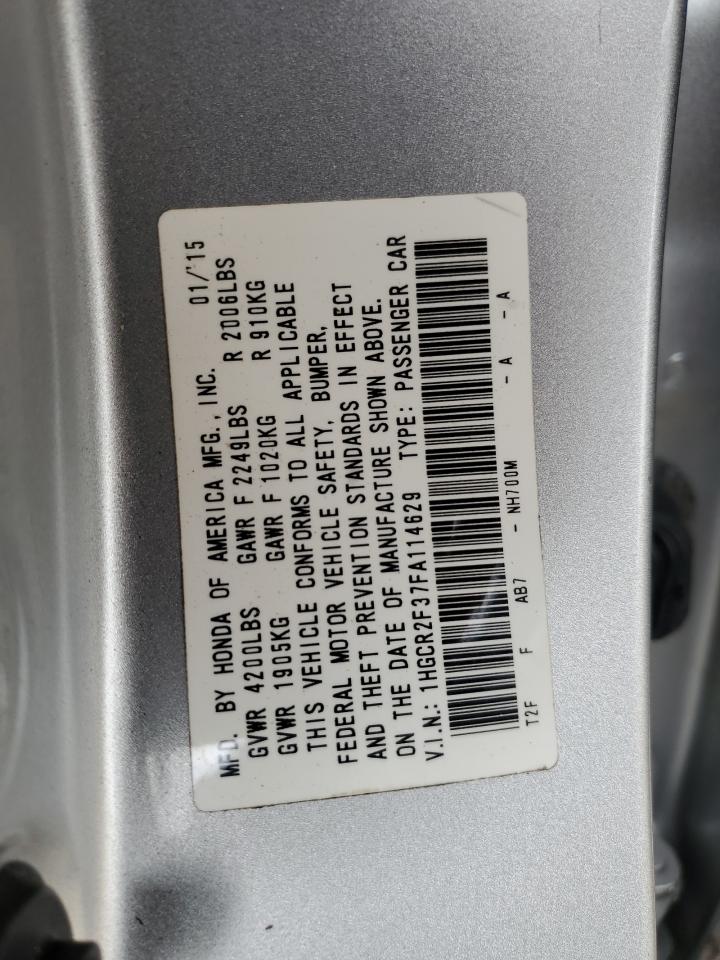 MFD. BY HONDA OF AMERICA MFG., INC. 01/'15
GVWR 4200LBS GAWR F 2249LBS R 2006LBS
GVWR 1905KG GAWR F 1020KG R 910KG
THIS VEHICLE CONFORMS TO ALL APPLICABLE
FEDERAL MOTOR VEHICLE SAFETY, BUMPER,
AND THEFT PREVENTION STANDARDS IN EFFECT
ON THE DATE OF MANUFACTURE SHOWN ABOVE.
V.I.N.: 1HGCR2F37FA114629 TYPE: PASSENGER CAR
T2F F AB7 - NH700M - A - A